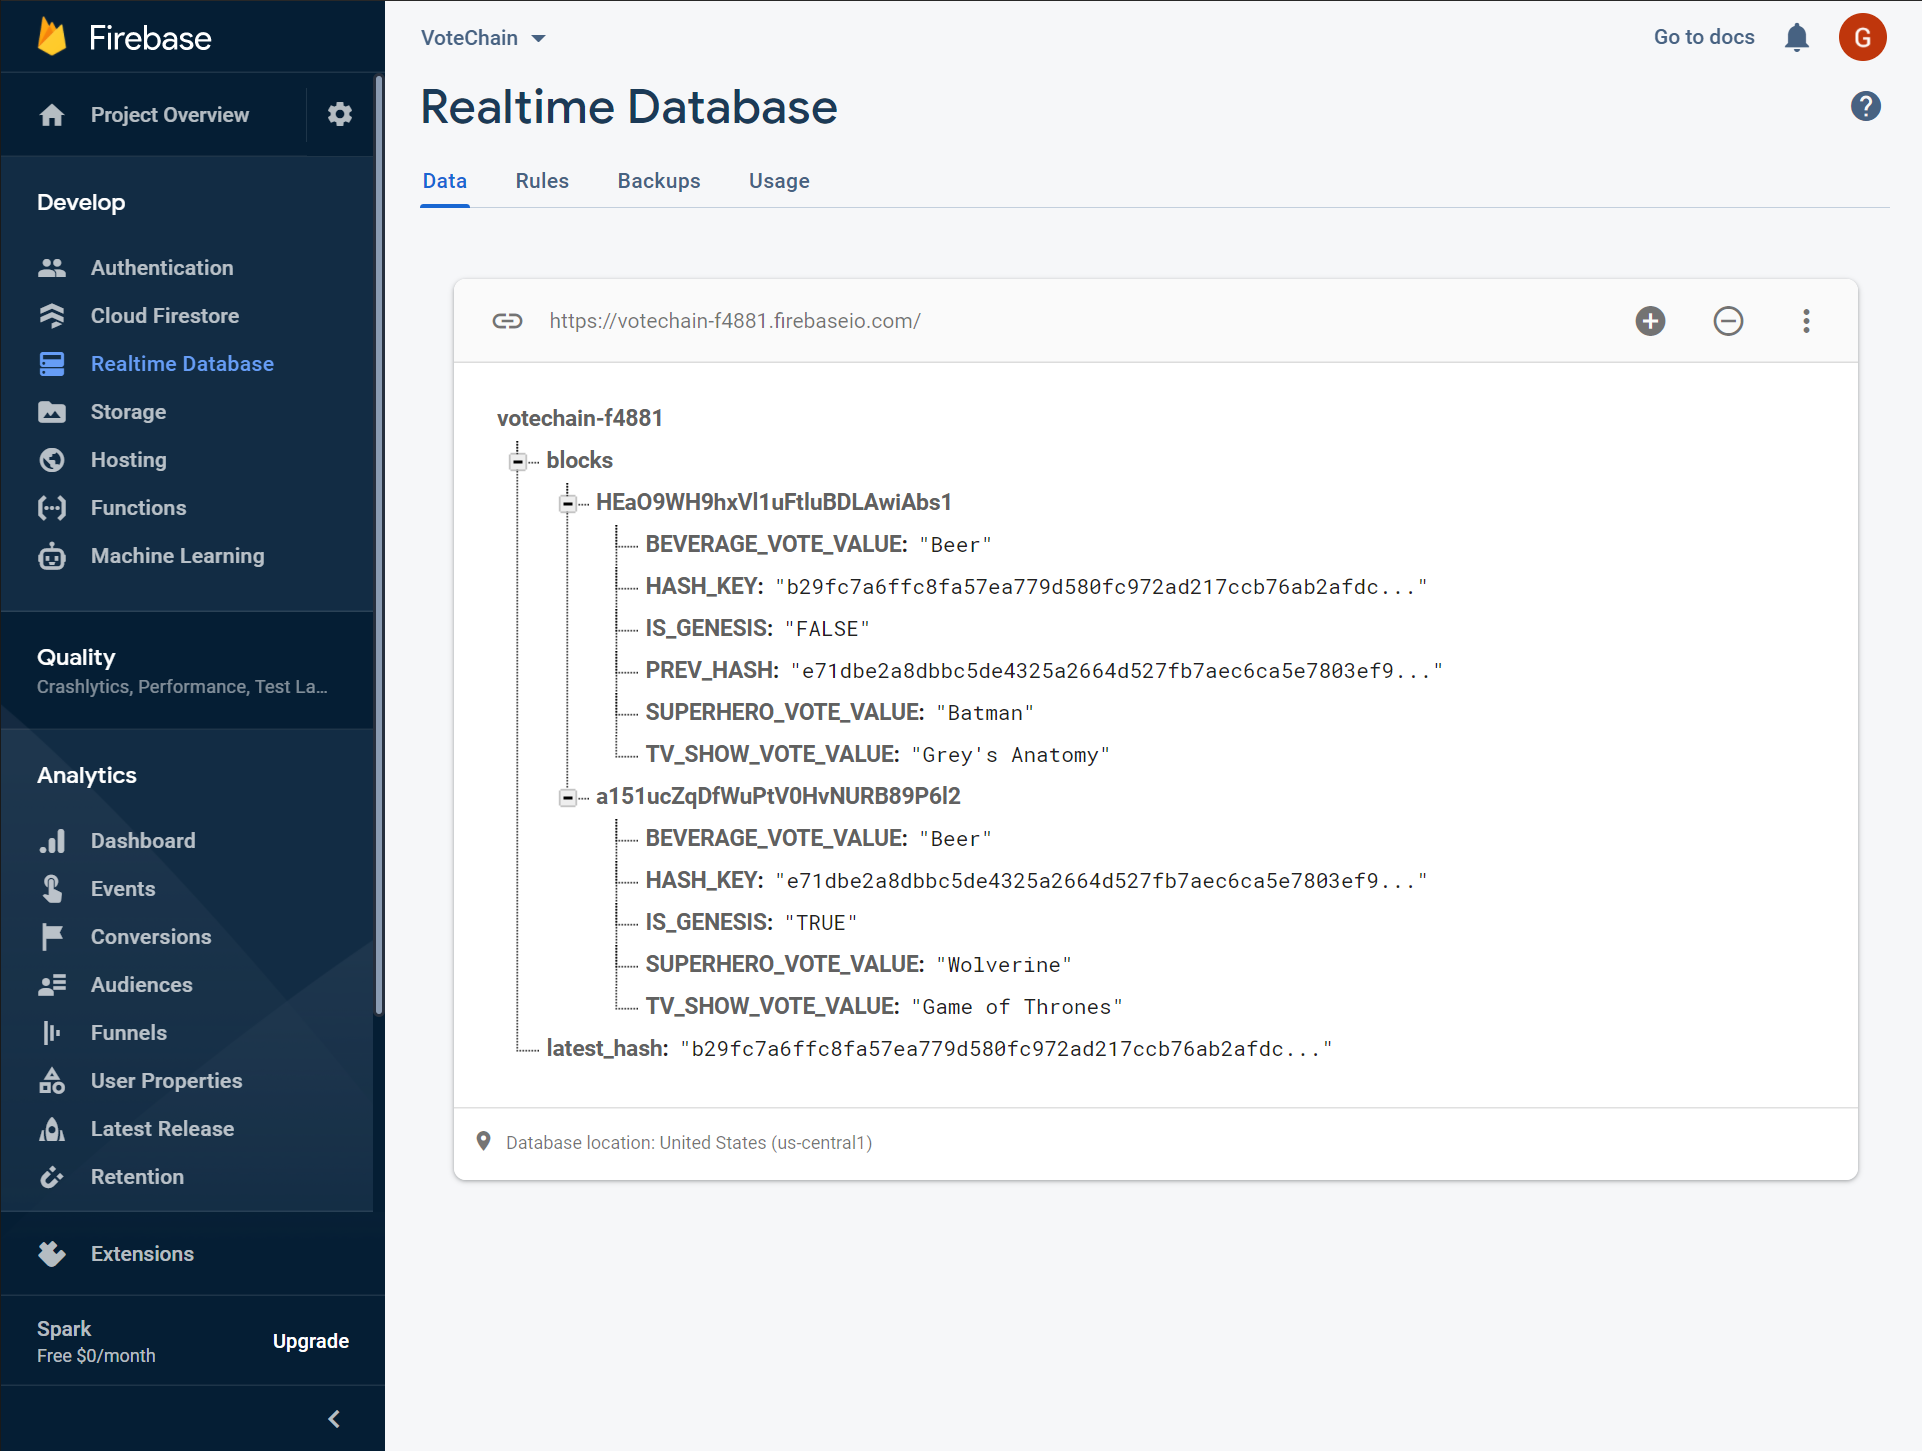 Firebase
Project Overview
Develop
Authentication
Cloud Firestore
Realtime Database
Storage
Hosting
Functions
Machine Learning
Quality
Crashlytics, Performance, Test La...
Analytics
Dashboard
Events
Conversions
Audiences
Funnels
User Properties
Latest Release
Retention
Extensions
Spark
Free $0/month
Upgrade
VoteChain
Go to docs
G
Realtime Database
?
Data Rules Backups Usage
https://votechain-f4881.firebaseio.com/
votechain-f4881
blocks
HEaO9WH9hxVl1uFtluBDLAwiAbs1
BEVERAGE_VOTE_VALUE: "Beer"
HASH_KEY: "b29fc7a6ffc8fa57ea779d580fc972ad217ccb76ab2afdc..."
IS_GENESIS: "FALSE"
PREV_HASH: "e71dbe2a8dbbc5de4325a2664d527fb7aec6ca5e7803ef9..."
SUPERHERO_VOTE_VALUE: "Batman"
TV_SHOW_VOTE_VALUE: "Grey's Anatomy"
a151ucZqDfWuPtV0HvNURB89P6l2
BEVERAGE_VOTE_VALUE: "Beer"
HASH_KEY: "e71dbe2a8dbbc5de4325a2664d527fb7aec6ca5e7803ef9..."
IS_GENESIS: "TRUE"
SUPERHERO_VOTE_VALUE: "Wolverine"
TV_SHOW_VOTE_VALUE: "Game of Thrones"
latest_hash: "b29fc7a6ffc8fa57ea779d580fc972ad217ccb76ab2afdc..."
Database location: United States (us-central1)